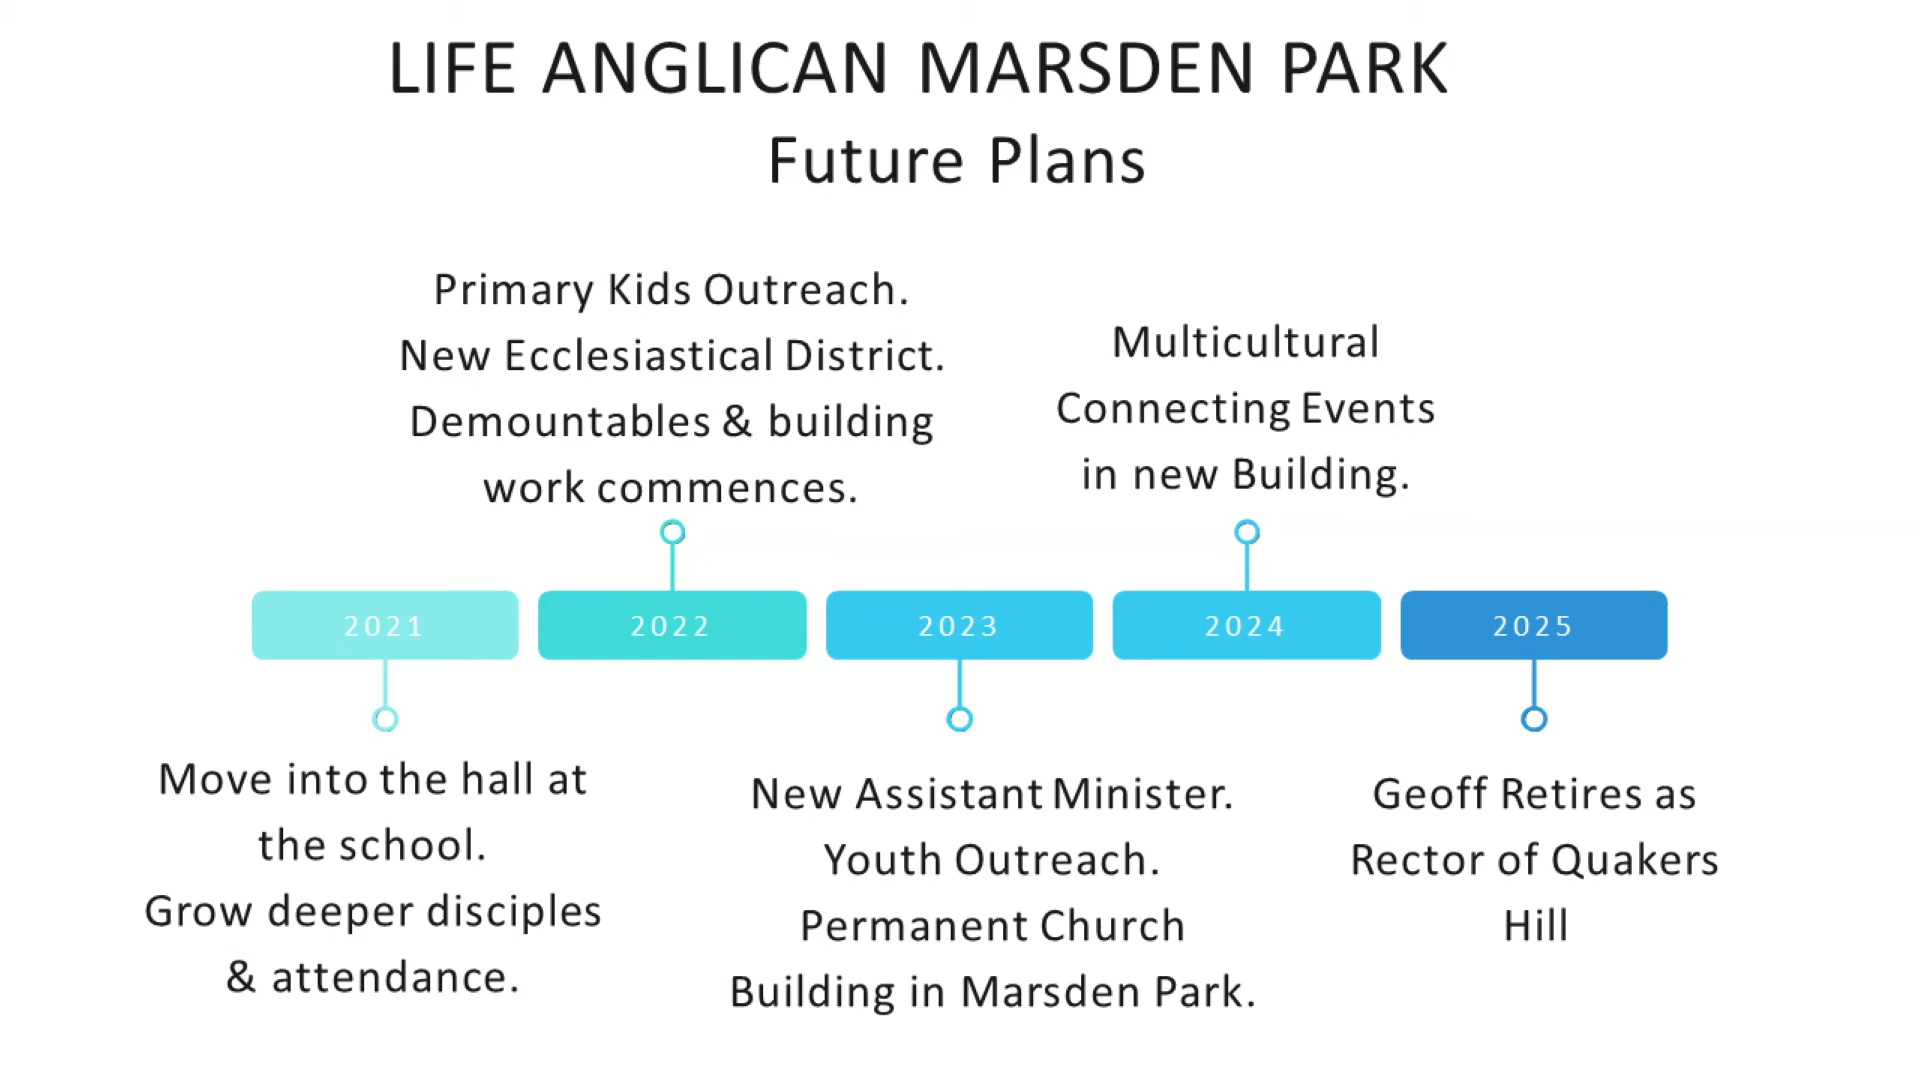 LIFE ANGLICAN MARSDEN PARK
Future Plans
Primary Kids Outreach.
New Ecclesiastical District.
Demountables & building
work commences.
Multicultural
Connecting Events
in new Building.
2021
2022
2023
2024
2025
Move into the hall at
the school.
Grow deeper disciples
& attendance.
New Assistant Minister.
Youth Outreach.
Permanent Church
Building in Marsden Park.
Geoff Retires as
Rector of Quakers
Hill